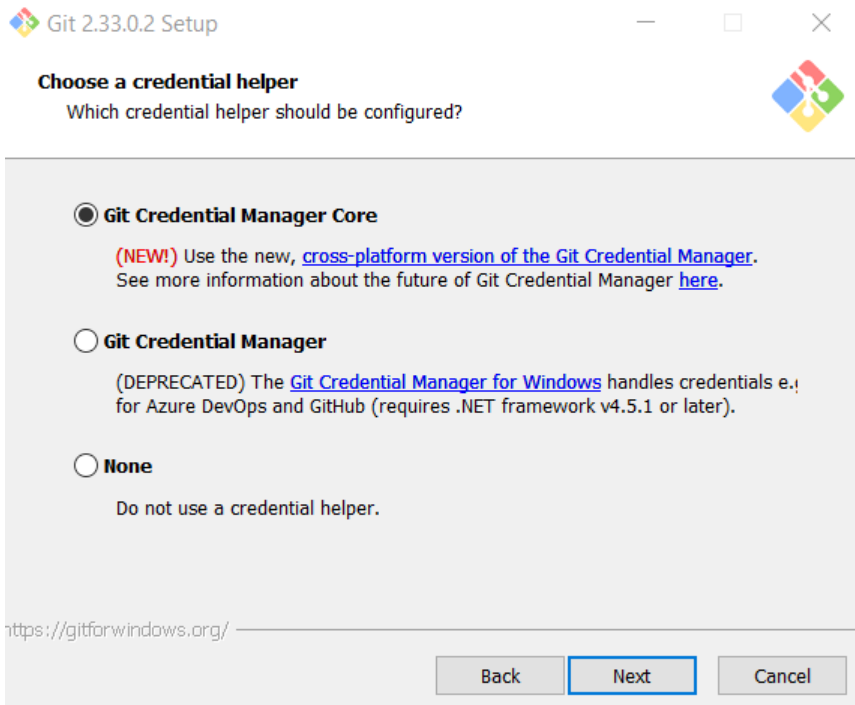 Git 2.33.0.2 Setup
Choose a credential helper
Which credential helper should be configured?
Git Credential Manager Core
(NEW!) Use the new, cross-platform version of the Git Credential Manager.
See more information about the future of Git Credential Manager here.
Git Credential Manager
(DEPRECATED) The Git Credential Manager for Windows handles credentials e.g
for Azure DevOps and GitHub (requires .NET framework v4.5.1 or later).
None
Do not use a credential helper.
https://gitforwindows.org/
Back Next Cancel